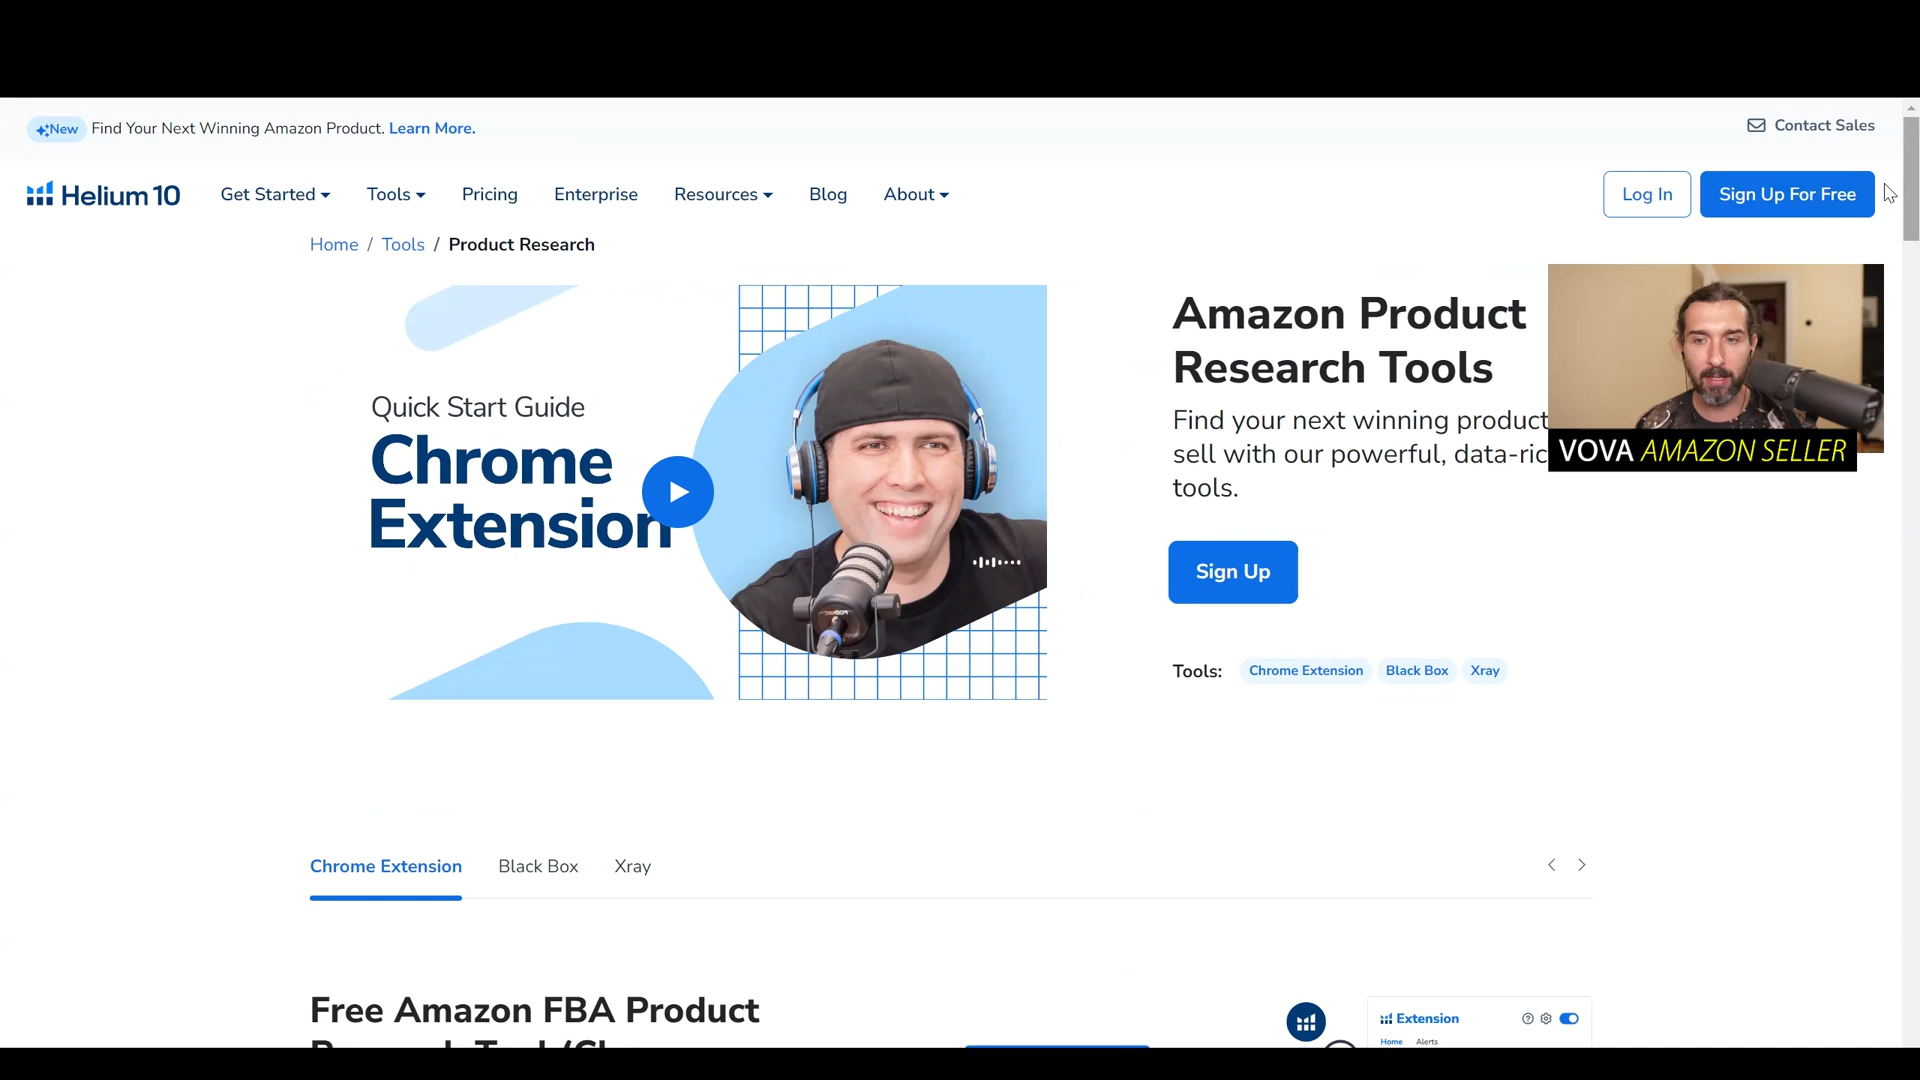 New Find Your Next Winning Amazon Product. Learn More.
Contact Sales
Helium 10
Get Started
Tools
Pricing
Enterprise
Resources
Blog
About
Log In
Sign Up For Free
Home / Tools / Product Research
Quick Start Guide
Chrome
Extension
Amazon Product
Research Tools
Find your next winning product
sell with our powerful, data-ric
tools.
VOVA AMAZON SELLER
Sign Up
Tools: Chrome Extension Black Box Xray
Chrome Extension
Black Box
Xray
Free Amazon FBA Product
Extension
Home Alerts